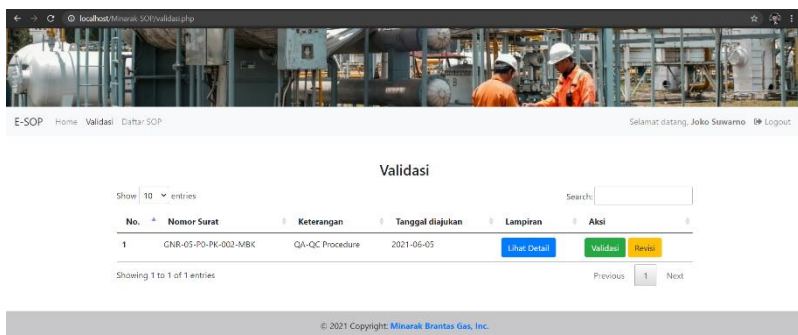 localhost/Minarak-SOP/validasi.php
E-SOP Home Validasi Daftar SOP Selamat datang, Joko Suwarno Logout
Validasi
Show 10 entries Search:
No. Nomor Surat Keterangan Tanggal diajukan Lampiran Aksi
1 GNR-05-P0-PK-002-MBK QA-QC Procedure 2021-06-05 Lihat Detail Validasi Revisi
Showing 1 to 1 of 1 entries Previous 1 Next
© 2021 Copyright: Minarak Brantas Gas, Inc.